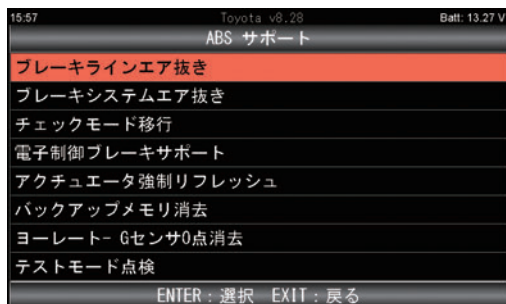 15:57 Toyota v8.28 Batt: 13.27 V
ABS サポート
ブレーキラインエア抜き
ブレーキシステムエア抜き
チェックモード移行
電子制御ブレーキサポート
アクチュエータ強制リフレッシュ
バックアップメモリ消去
ヨーレート- Gセンサ0点消去
テストモード点検
ENTER : 選択 EXIT : 戻る